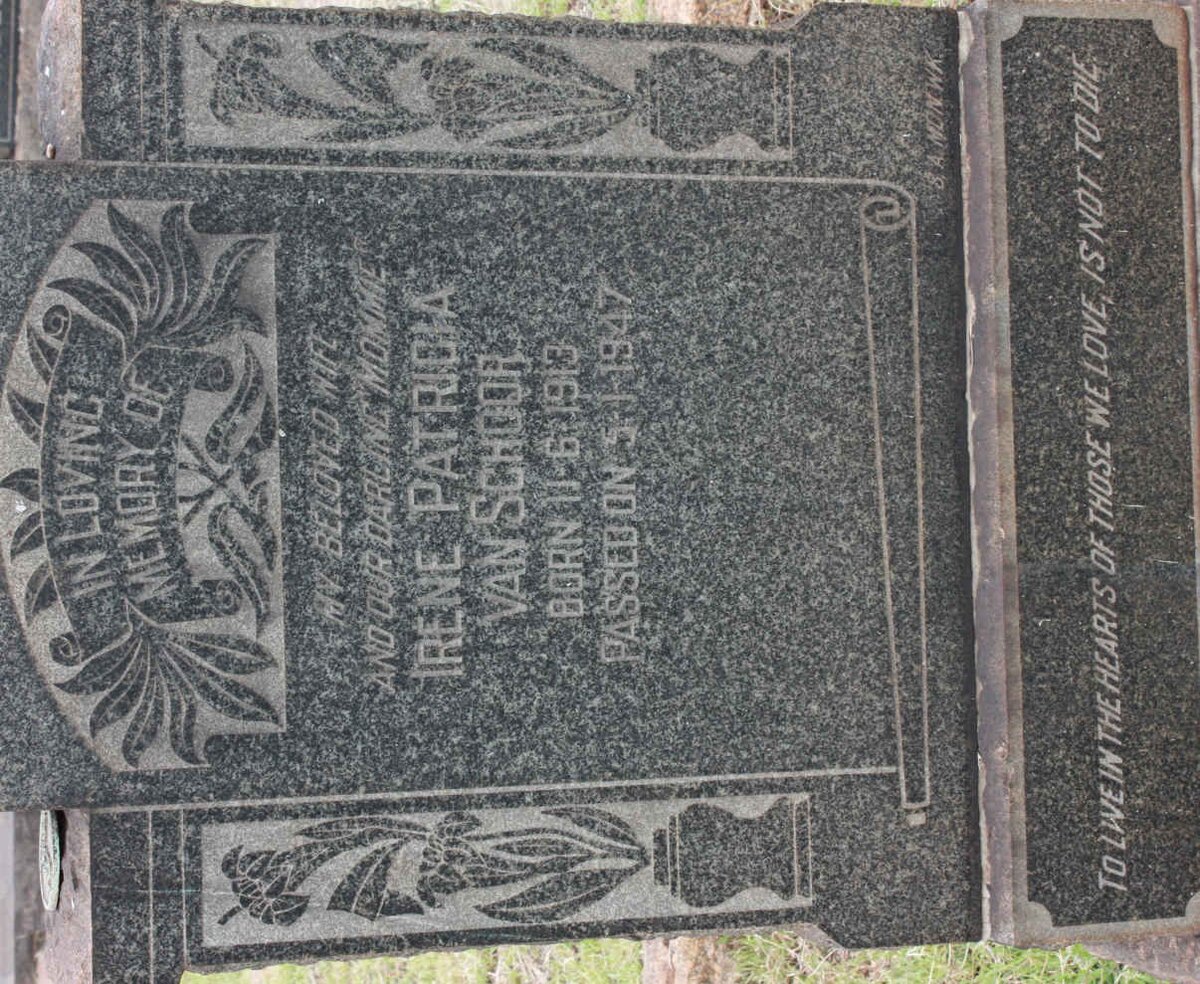 IN LOVING
MEMORY OF
MY BELOVED WIFE
AND OUR DARLING MOMMIE
IRENE PATRIDIA
VAN SCHOOR
BORN 11·6·1913
PASSED ON 5·1·1947
TO LIVE IN THE HEARTS OF THOSE WE LOVE, IS NOT TO DIE